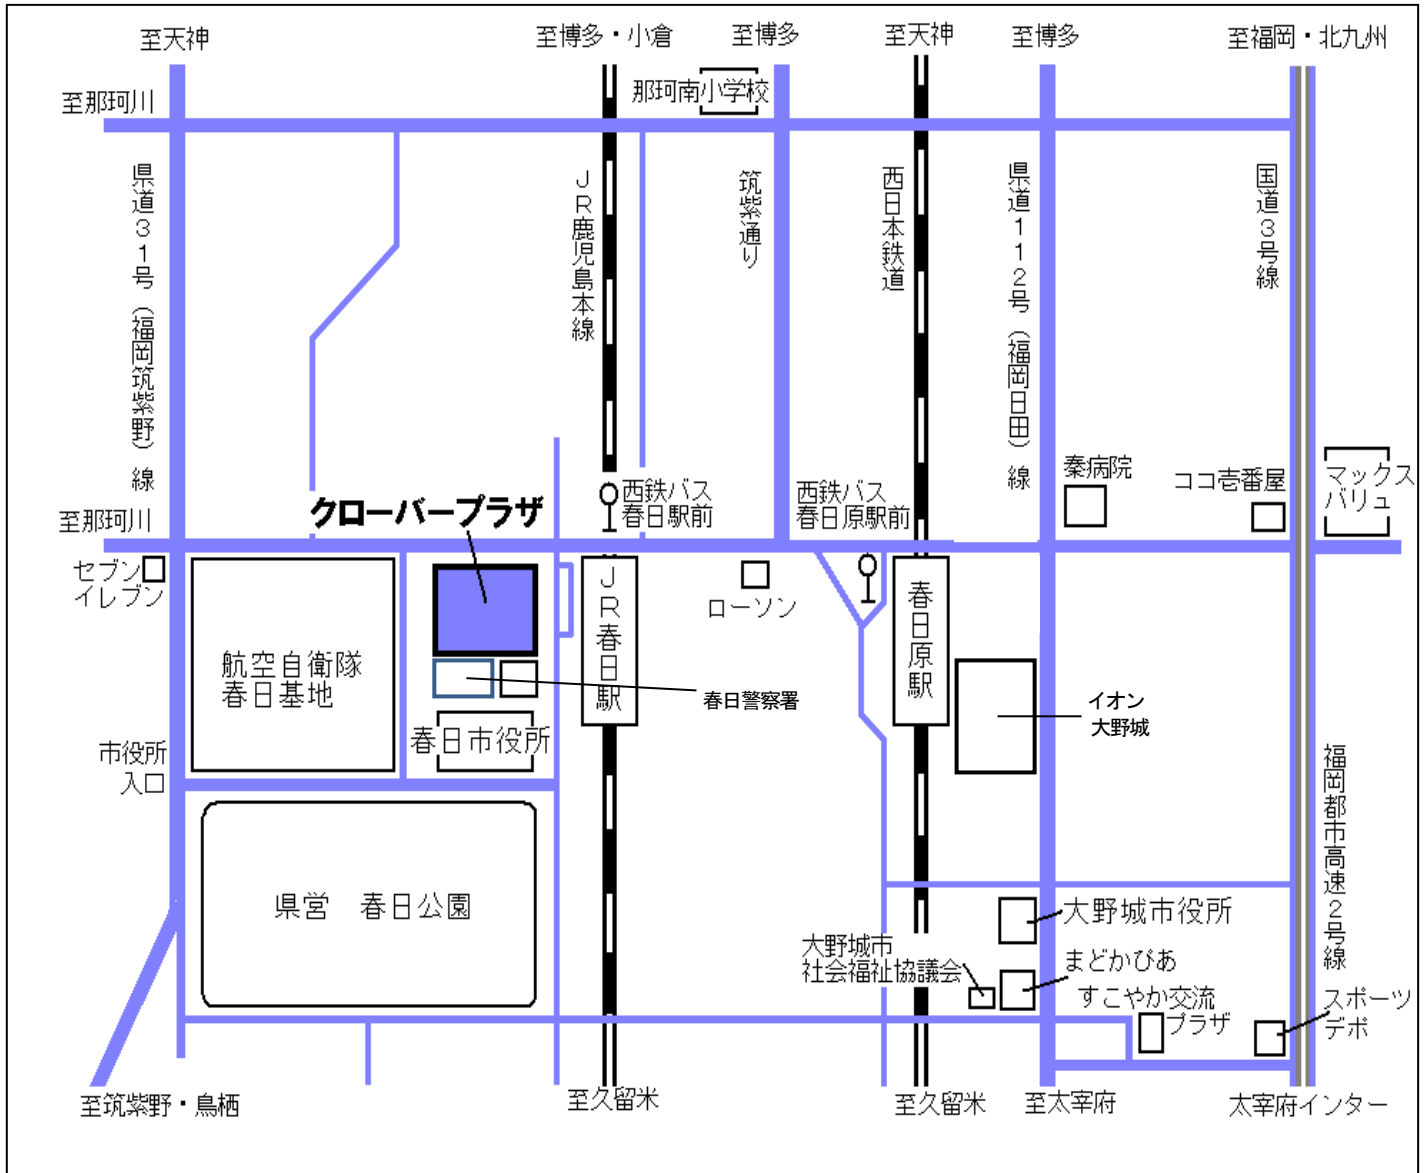 至天神
至博多・小倉
至博多
至天神
至博多
至福岡・北九州
至那珂川
那珂南小学校
県道31号(福岡筑紫野)線
JR鹿児島本線
筑紫通り
西日本鉄道
県道112号(福岡日田)線
国道3号線
秦病院
ココ壱番屋
マックス
バリュ
クローバープラザ
西鉄バス
春日駅前
西鉄バス
春日原駅前
至那珂川
セブン
イレブン
JR春日駅
ローソン
春日原駅
航空自衛隊
春日基地
春日警察署
イオン
大野城
春日市役所
市役所
入口
福岡都市高速2号線
県営 春日公園
大野城市役所
大野城市
社会福祉協議会
まどかぴあ
すこやか交流
プラザ
スポーツ
デポ
至筑紫野・鳥栖
至久留米
至久留米
至太宰府
太宰府インター